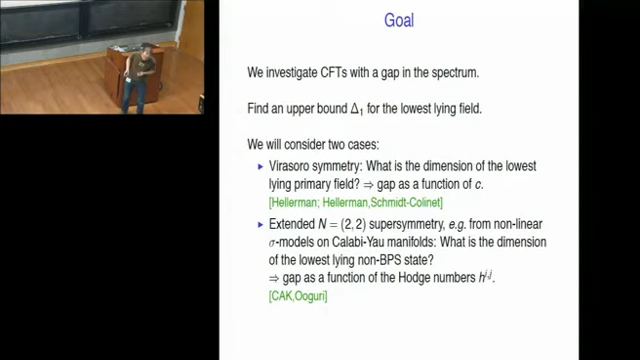 Goal
We investigate CFTs with a gap in the spectrum.
Find an upper bound Δ₁ for the lowest lying field.
We will consider two cases:
▸ Virasoro symmetry: What is the dimension of the lowest
lying primary field? ⇒ gap as a function of c.
[Hellerman; Hellerman,Schmidt-Colinet]
▸ Extended N = (2, 2) supersymmetry, e.g. from non-linear
σ-models on Calabi-Yau manifolds: What is the dimension
of the lowest lying non-BPS state?
⇒ gap as a function of the Hodge numbers hⁱ,ʲ.
[CAK,Ooguri]